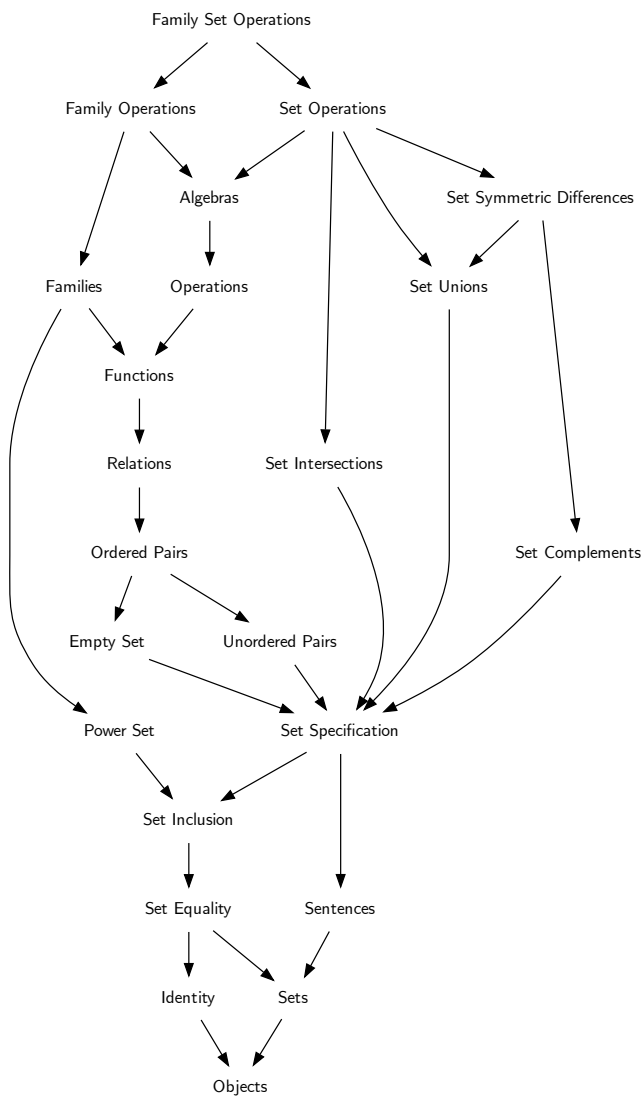 Family Set Operations
Family Operations
Set Operations
Algebras
Set Symmetric Differences
Families
Operations
Set Unions
Functions
Relations
Set Intersections
Ordered Pairs
Set Complements
Empty Set
Unordered Pairs
Power Set
Set Specification
Set Inclusion
Set Equality
Sentences
Identity
Sets
Objects